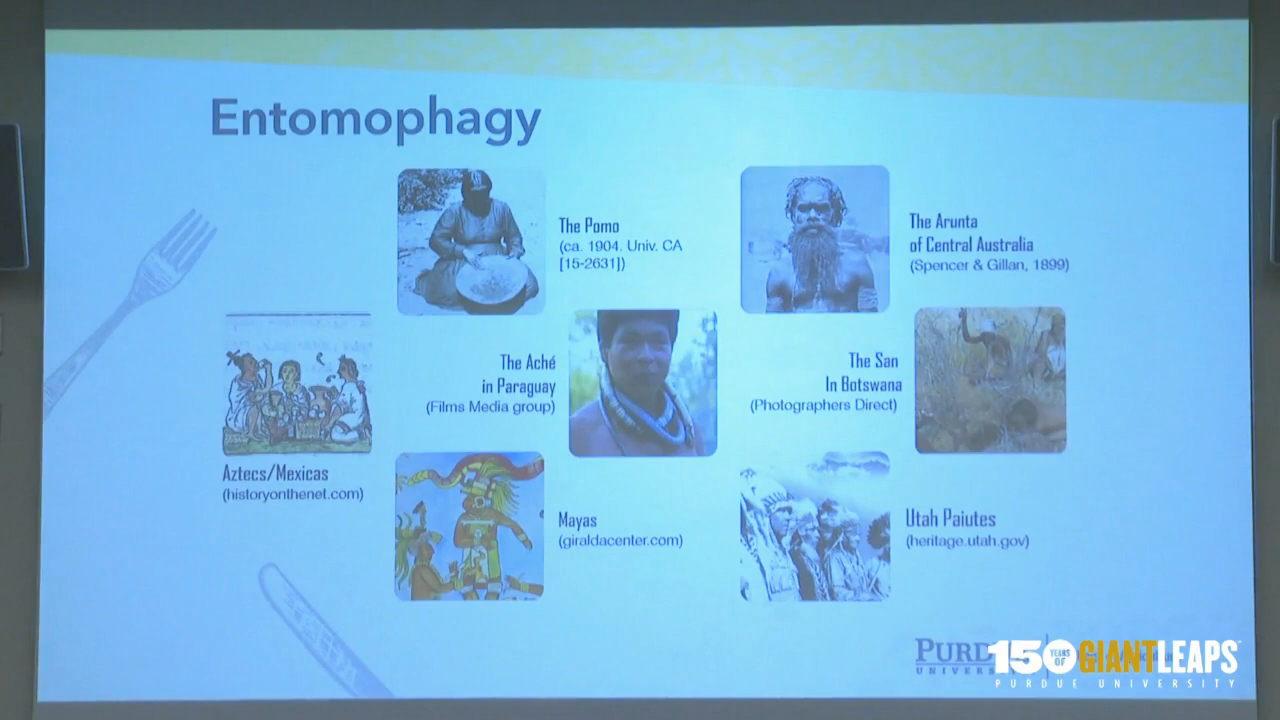 Entomophagy
The Pomo
(ca. 1904. Univ. CA
[15-2631])
The Arunta
of Central Australia
(Spencer & Gillan, 1899)
The Aché
in Paraguay
(Films Media group)
The San
In Botswana
(Photographers Direct)
Aztecs/Mexicas
(historyonthenet.com)
Mayas
(giraldacenter.com)
Utah Paiutes
(heritage.utah.gov)
150 YEARS OF GIANTLEAPS
PURDUE UNIVERSITY